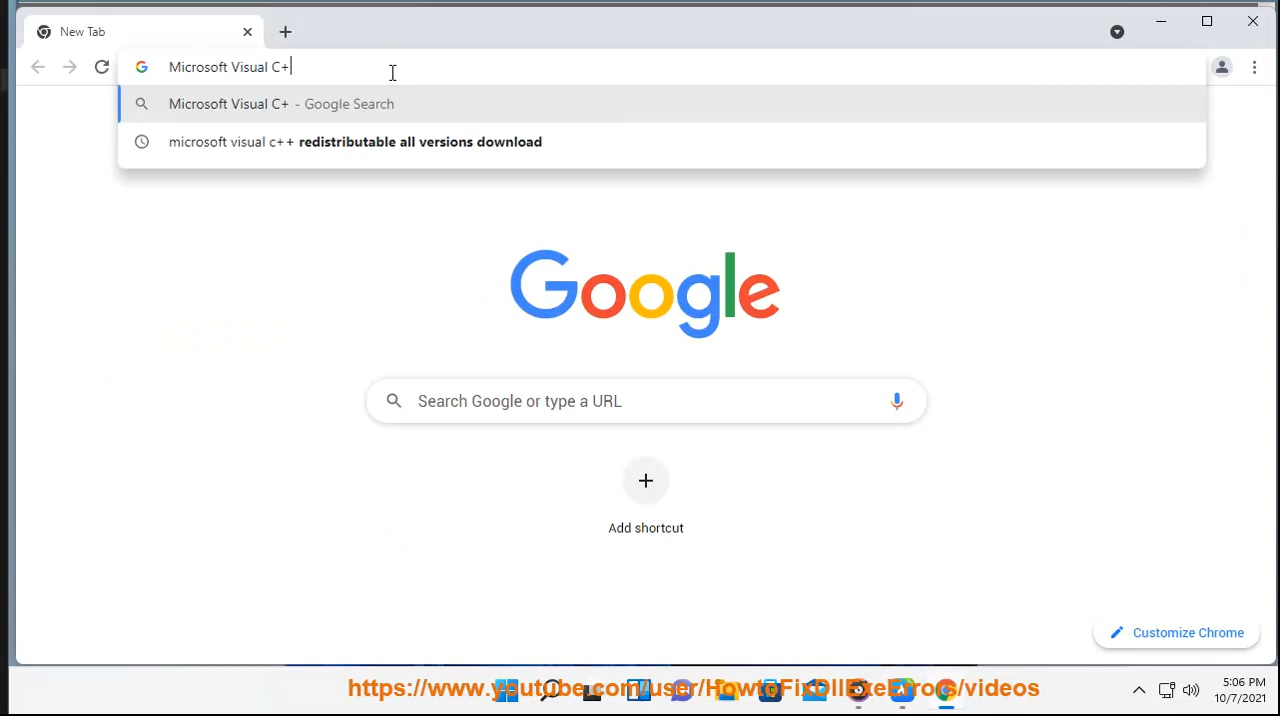 New Tab
Microsoft Visual C+
Microsoft Visual C+ - Google Search
microsoft visual c++ redistributable all versions download
Google
Search Google or type a URL
Add shortcut
Customize Chrome
https://www.youtube.com/user/HowtoFixDllExeErrors/videos
5:06 PM
10/7/2021